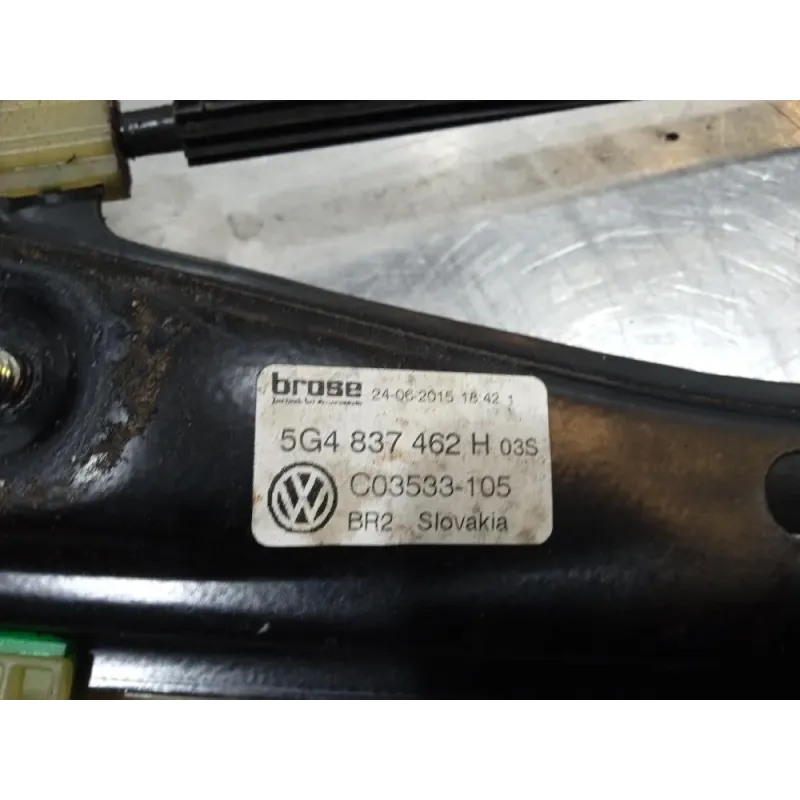 brose 24-06-2015 18 42 1
5G4 837 462 H 03S
C03533-105
BR2 Slovakia